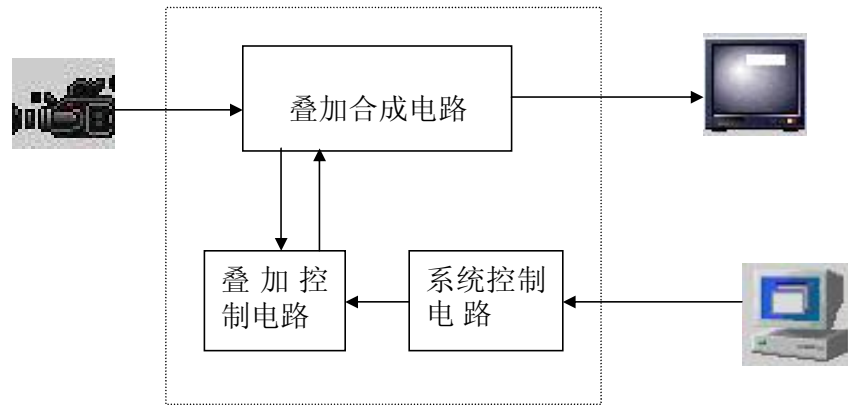 叠加合成电路
叠 加 控
制电路
系统控制
电 路